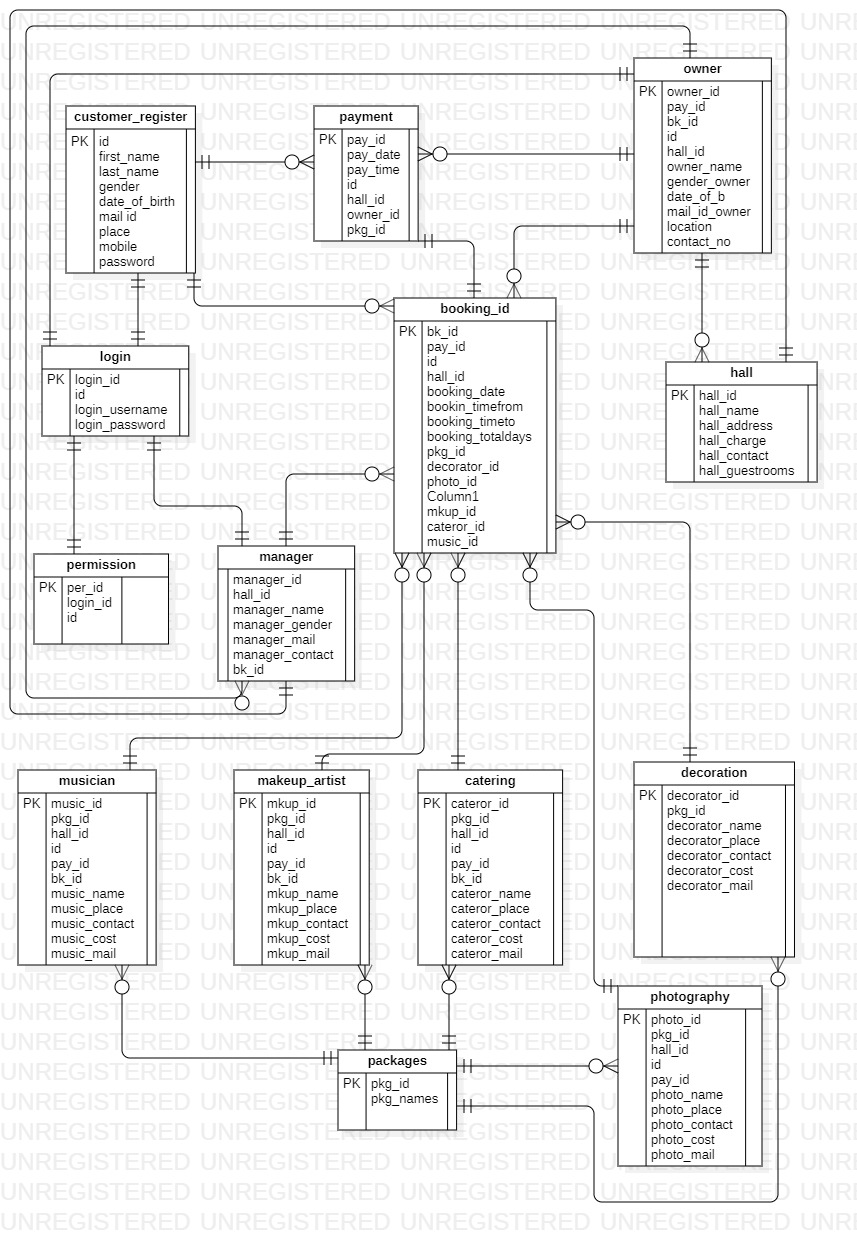 UNREGISTERED
owner
PK
owner_id
pay_id
bk_id
id
hall_id
owner_name
gender_owner
date_of_b
mail_id_owner
location
contact_no
customer_register
PK
id
first_name
last_name
gender
date_of_birth
mail id
place
mobile
password
payment
PK
pay_id
pay_date
pay_time
id
hall_id
owner_id
pkg_id
booking_id
PK
bk_id
pay_id
id
hall_id
booking_date
bookin_timefrom
booking_timeto
booking_totaldays
pkg_id
decorator_id
photo_id
Column1
mkup_id
cateror_id
music_id
login
PK
login_id
id
login_username
login_password
hall
PK
hall_id
hall_name
hall_address
hall_charge
hall_contact
hall_guestrooms
permission
PK
per_id
login_id
id
manager
manager_id
hall_id
manager_name
manager_gender
manager_mail
manager_contact
bk_id
musician
PK
music_id
pkg_id
hall_id
id
pay_id
bk_id
music_name
music_place
music_contact
music_cost
music_mail
makeup_artist
PK
mkup_id
pkg_id
hall_id
id
pay_id
bk_id
mkup_name
mkup_place
mkup_contact
mkup_cost
mkup_mail
catering
PK
cateror_id
pkg_id
hall_id
id
pay_id
bk_id
cateror_name
cateror_place
cateror_contact
cateror_cost
cateror_mail
decoration
PK
decorator_id
pkg_id
decorator_name
decorator_place
decorator_contact
decorator_cost
decorator_mail
photography
PK
photo_id
pkg_id
hall_id
id
pay_id
photo_name
photo_place
photo_contact
photo_cost
photo_mail
packages
PK
pkg_id
pkg_names